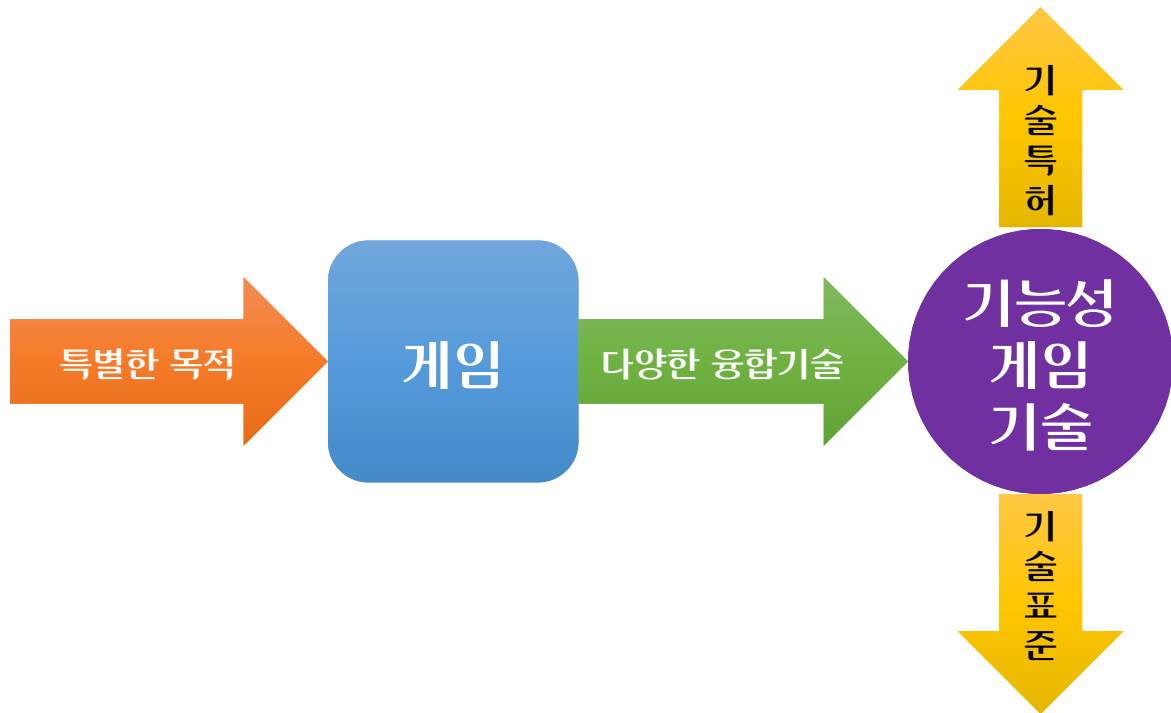 기술특허
특별한 목적
게임
다양한 융합기술
기능성
게임
기술
기술표준